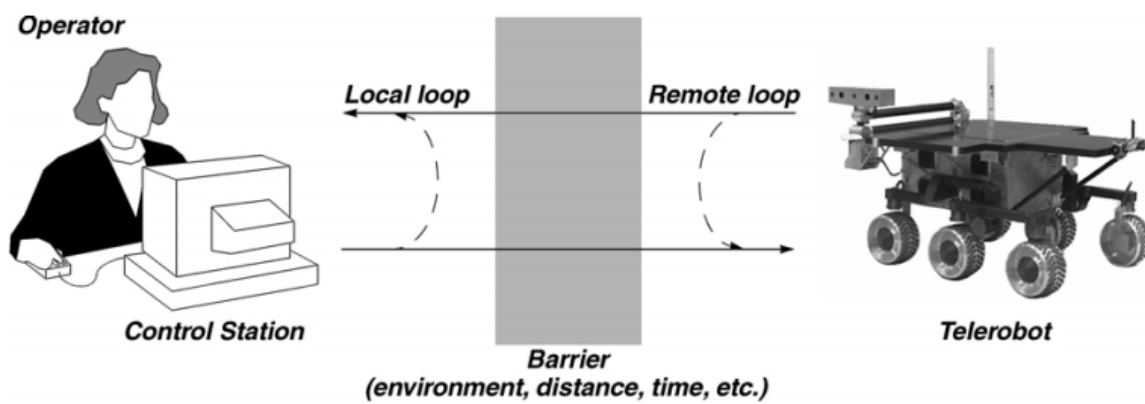 Operator
Local loop
Remote loop
Control Station
Telerobot
Barrier
(environment, distance, time, etc.)